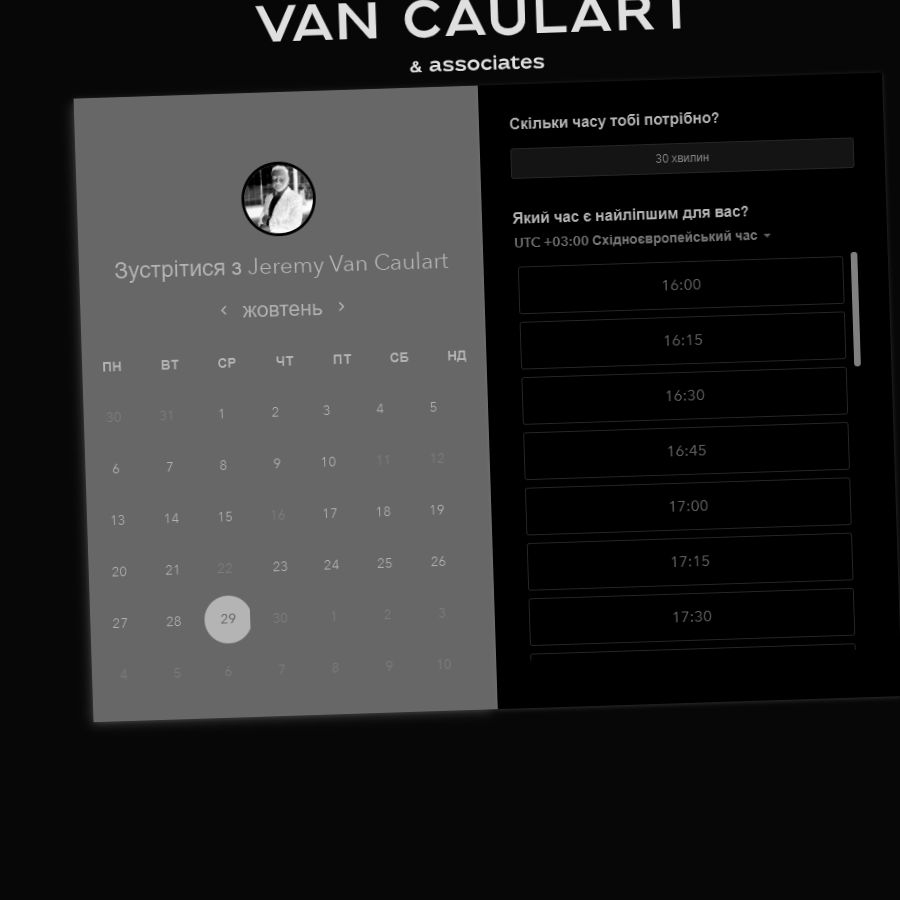 VAN CAULART
& associates
Зустрітися з Jeremy Van Caulart
жовтень
ПН ВТ СР ЧТ ПТ СБ НД
30 31 1 2 3 4 5
6 7 8 9 10 11 12
13 14 15 16 17 18 19
20 21 22 23 24 25 26
27 28 29 30 1 2 3
4 5 6 7 8 9 10
Скільки часу тобі потрібно?
30 хвилин
Який час є найліпшим для вас?
UTC +03:00 Східноєвропейський час
16:00
16:15
16:30
16:45
17:00
17:15
17:30